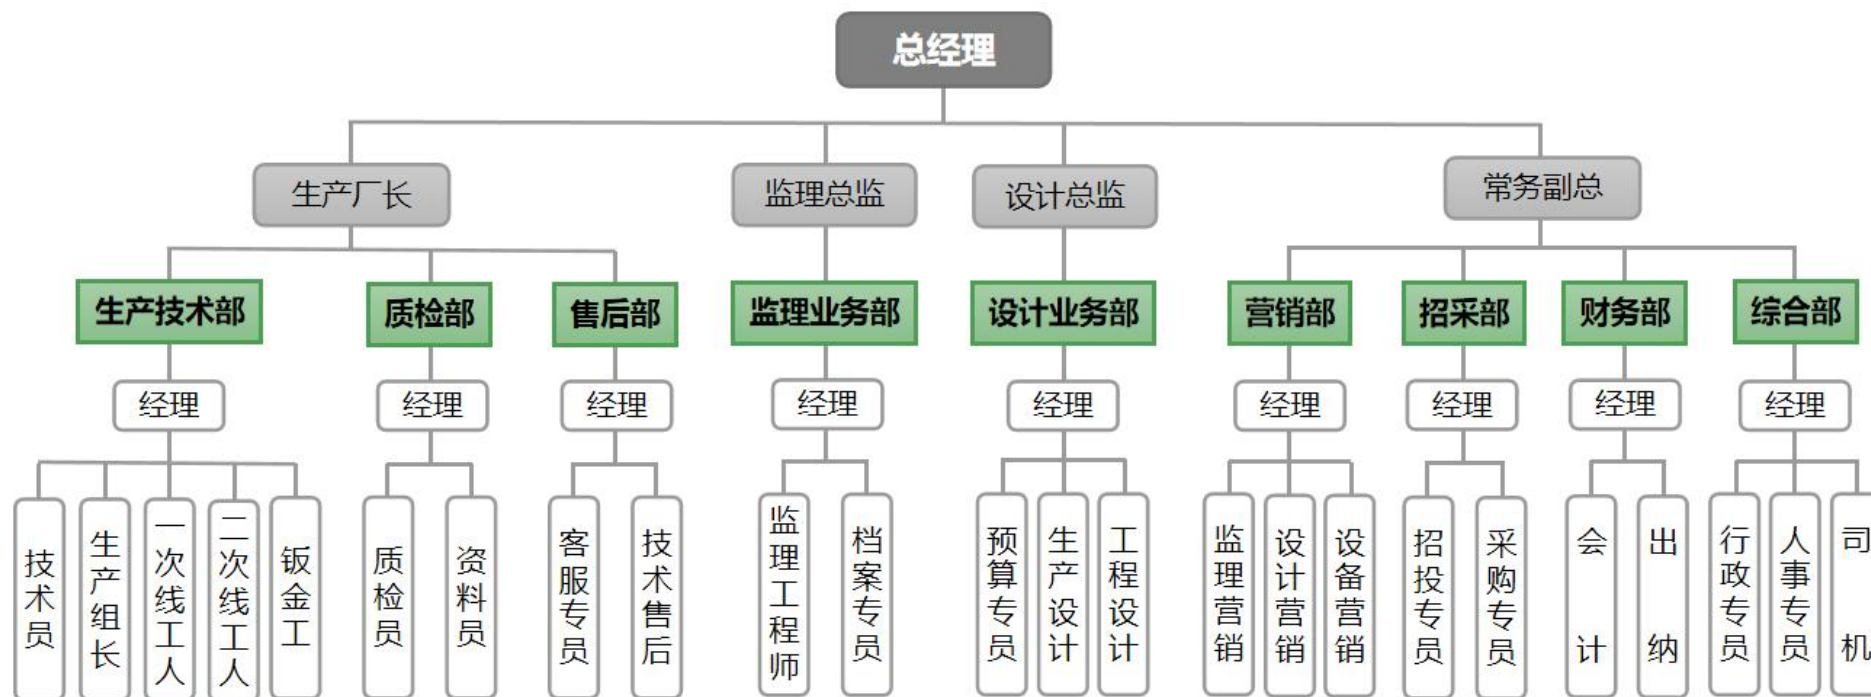 总经理
生产厂长
监理总监
设计总监
常务副总
生产技术部
质检部
售后部
监理业务部
设计业务部
营销部
招采部
财务部
综合部
经理
经理
经理
经理
经理
经理
经理
经理
经理
技术员
生产组长
一次线工人
二次线工人
钣金工
质检员
资料员
客服专员
技术售后
监理工程师
档案专员
预算专员
生产设计
工程设计
监理营销
设计营销
设备营销
招投专员
采购专员
会计
出纳
行政专员
人事专员
司机